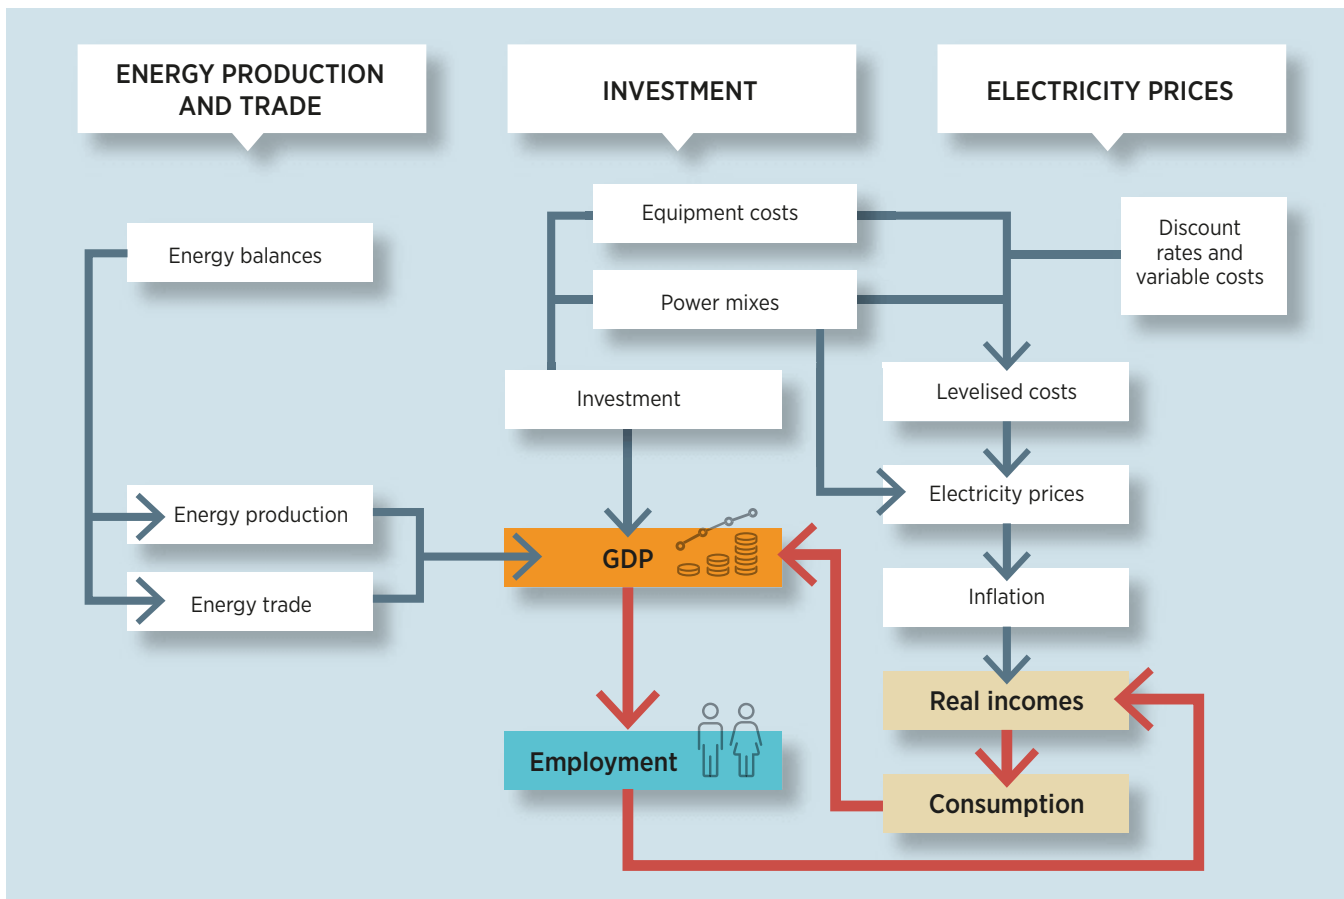 ENERGY PRODUCTION
AND TRADE
INVESTMENT
ELECTRICITY PRICES
Energy balances
Equipment costs
Power mixes
Discount
rates and
variable costs
Investment
Levelised costs
Energy production
Electricity prices
GDP
Energy trade
Inflation
Real incomes
Employment
Consumption